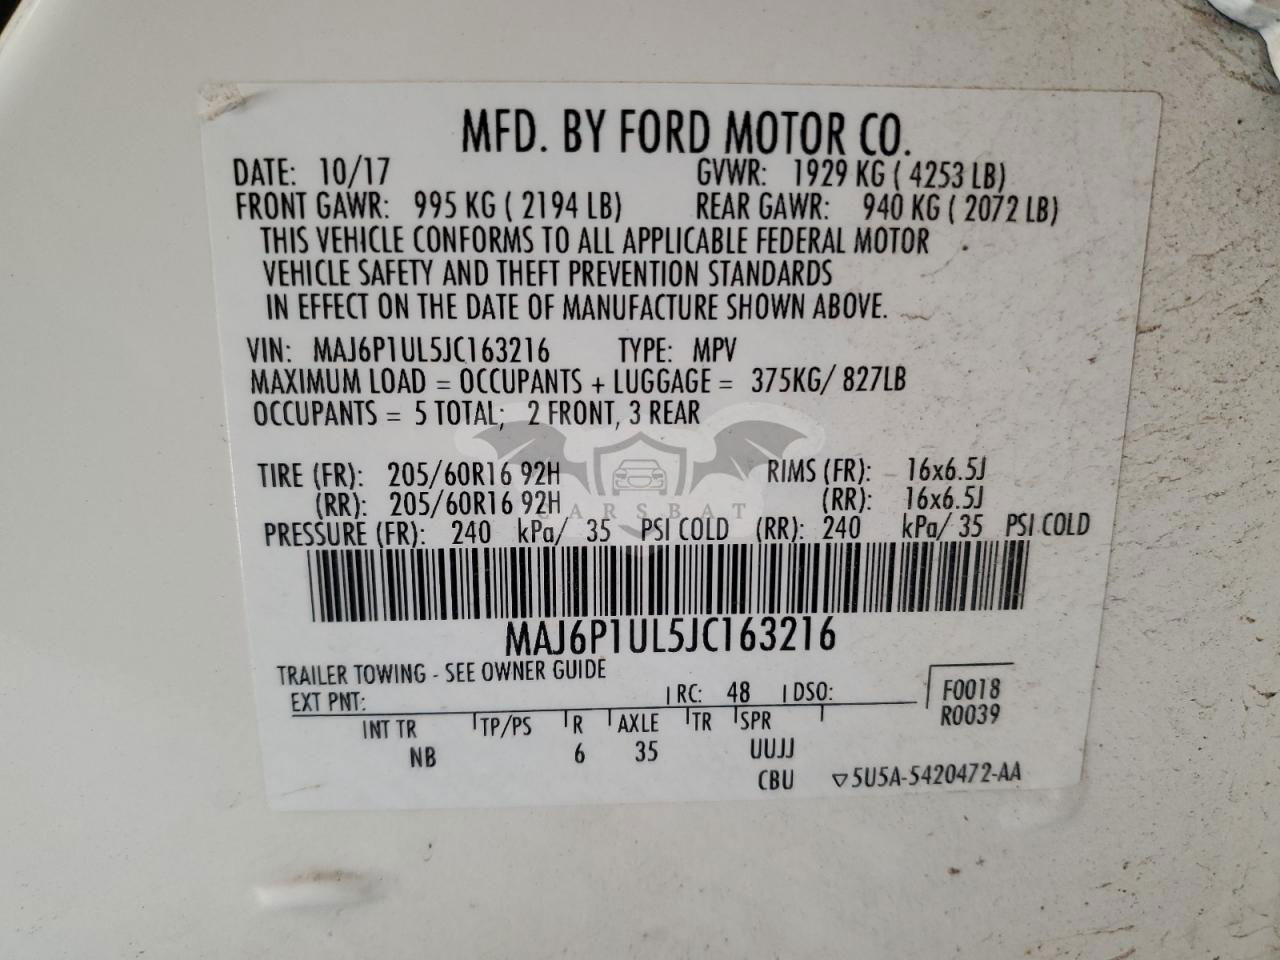 MFD. BY FORD MOTOR CO.
DATE: 10/17 GVWR: 1929 KG ( 4253 LB)
FRONT GAWR: 995 KG ( 2194 LB) REAR GAWR: 940 KG ( 2072 LB)
THIS VEHICLE CONFORMS TO ALL APPLICABLE FEDERAL MOTOR
VEHICLE SAFETY AND THEFT PREVENTION STANDARDS
IN EFFECT ON THE DATE OF MANUFACTURE SHOWN ABOVE.
VIN: MAJ6P1UL5JC163216 TYPE: MPV
MAXIMUM LOAD = OCCUPANTS + LUGGAGE = 375KG/ 827LB
OCCUPANTS = 5 TOTAL; 2 FRONT, 3 REAR
TIRE (FR): 205/60R16 92H RIMS (FR): 16x6.5J
(RR): 205/60R16 92H (RR): 16x6.5J
CARSBAT
PRESSURE (FR): 240 kPa/ 35 PSI COLD (RR): 240 kPa/ 35 PSI COLD
MAJ6P1UL5JC163216
TRAILER TOWING - SEE OWNER GUIDE
EXT PNT: RC: 48 DSO: F0018
R0039
INT TR TP/PS R AXLE TR SPR
NB 6 35 UUJJ
CBU ▽5U5A-5420472-AA